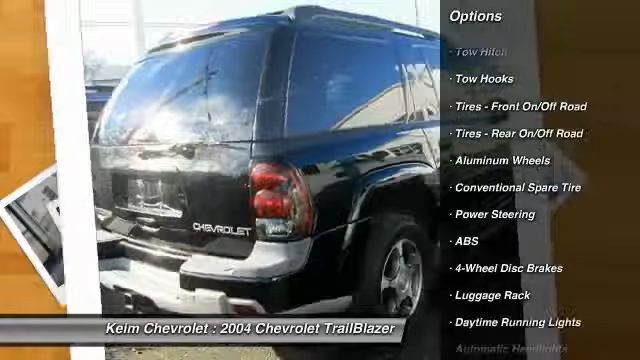 Options
· Tow Hitch
· Tow Hooks
· Tires - Front On/Off Road
· Tires - Rear On/Off Road
· Aluminum Wheels
· Conventional Spare Tire
· Power Steering
· ABS
· 4-Wheel Disc Brakes
· Luggage Rack
· Daytime Running Lights
· Automatic Headlights
CHEVROLET
Keim Chevrolet : 2004 Chevrolet TrailBlazer